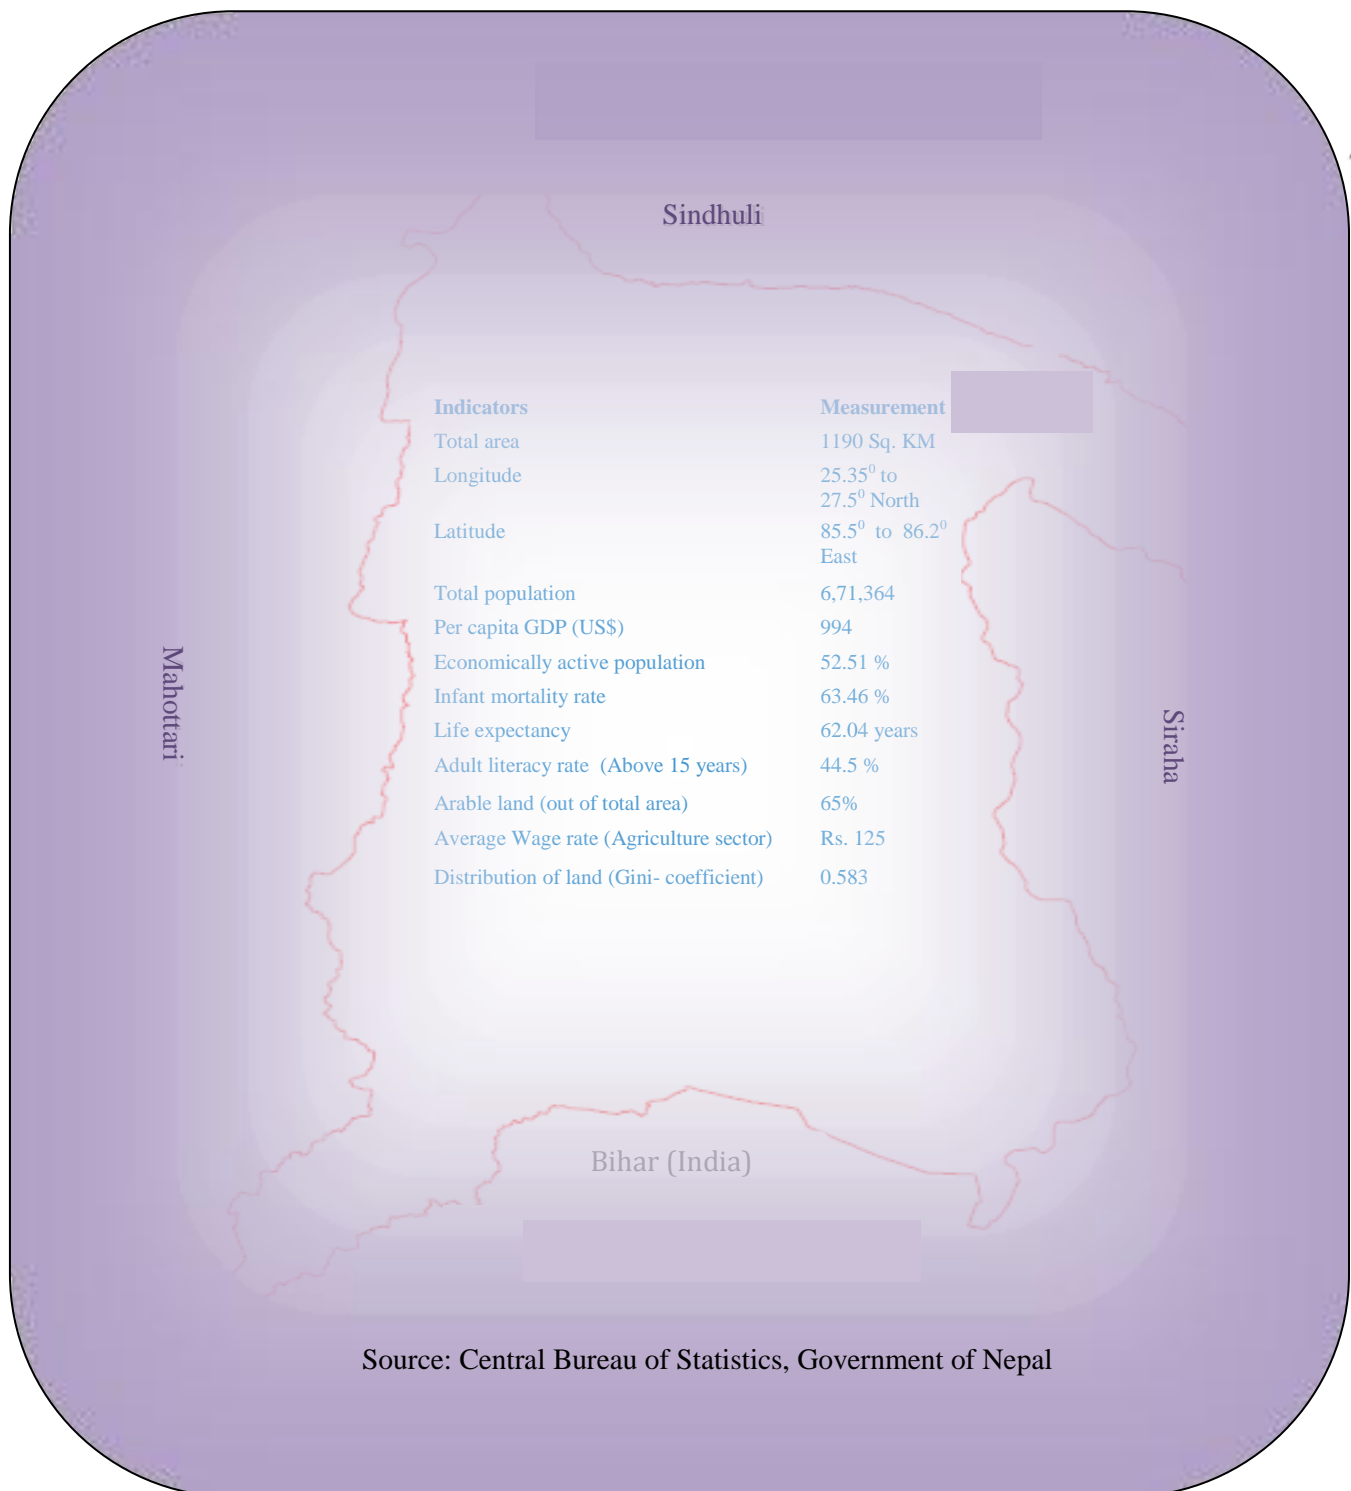 Sindhuli
Indicators Measurement
Total area 1190 Sq. KM
Longitude 25.35⁰ to
27.5⁰ North
Latitude 85.5⁰ to 86.2⁰
East
Total population 6,71,364
Per capita GDP (US$) 994
Economically active population 52.51 %
Infant mortality rate 63.46 %
Life expectancy 62.04 years
Adult literacy rate (Above 15 years) 44.5 %
Arable land (out of total area) 65%
Average Wage rate (Agriculture sector) Rs. 125
Distribution of land (Gini- coefficient) 0.583
Mahottari
Siraha
Bihar (India)
Source: Central Bureau of Statistics, Government of Nepal